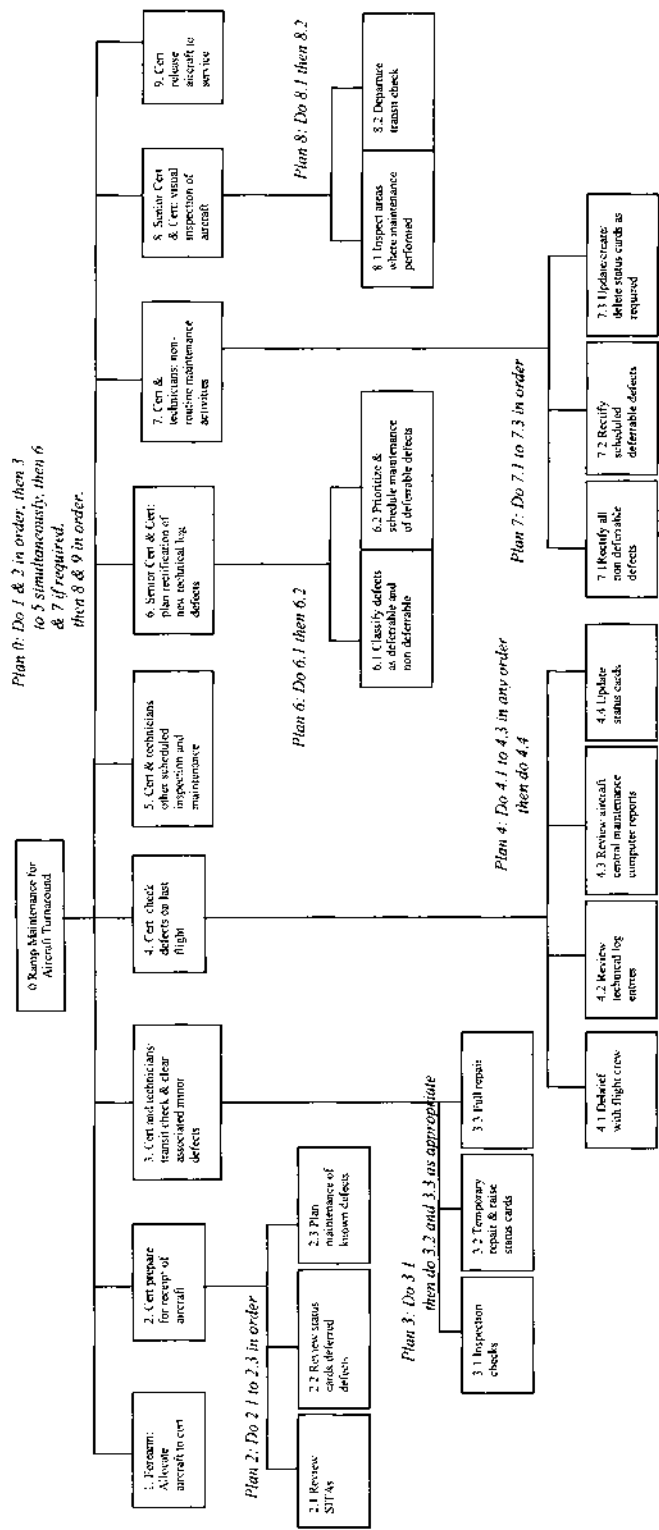 0 Ramp Maintenance for
Aircraft Turnaround
Plan 0: Do 1 & 2 in order, then 3
to 5 simultaneously, then 6
& 7 if required,
then 8 & 9 in order.
1. Foreman:
Allocate
aircraft to cert
2. Cert prepare
for receipt of
aircraft
3. Cert and technicians
transit check & clear
associated minor
defects
4. Cert check
defects on last
flight
5. Cert & technicians
other scheduled
inspection and
maintenance
6. Senior Cert & Cert:
plan rectification of
new technical log
defects
7. Cert &
technicians: non-
routine maintenance
activities
8 Senior Cert
& Cert: visual
inspection of
aircraft
9. Cert
release
aircraft to
service
Plan 2: Do 2.1 to 2.3 in order
2.1 Review
SITAs
2.2 Review status
cards deferred
defects
2.3 Plan
maintenance of
known defects
Plan 3: Do 3.1
then do 3.2 and 3.3 as appropriate
3.1 Inspection
checks
3.2 Temporary
repair & raise
status cards
3.3 Full repair
Plan 4: Do 4.1 to 4.3 in any order
then do 4.4
4.1 Debrief
with flight crew
4.2 Review
technical log
entries
4.3 Review aircraft
central maintenance
computer reports
4.4 Update
status cards
Plan 6: Do 6.1 then 6.2
6.1 Classify defects
as deferrable and
non deferrable
6.2 Prioritize &
schedule maintenance
of deferrable defects
Plan 7: Do 7.1 to 7.3 in order
7.1 Rectify all
non deferrable
defects
7.2 Rectify
scheduled
deferrable defects
7.3 Update/create/
delete status cards as
required
Plan 8: Do 8.1 then 8.2
8.1 Inspect areas
where maintenance
performed
8.2 Departure
transit check